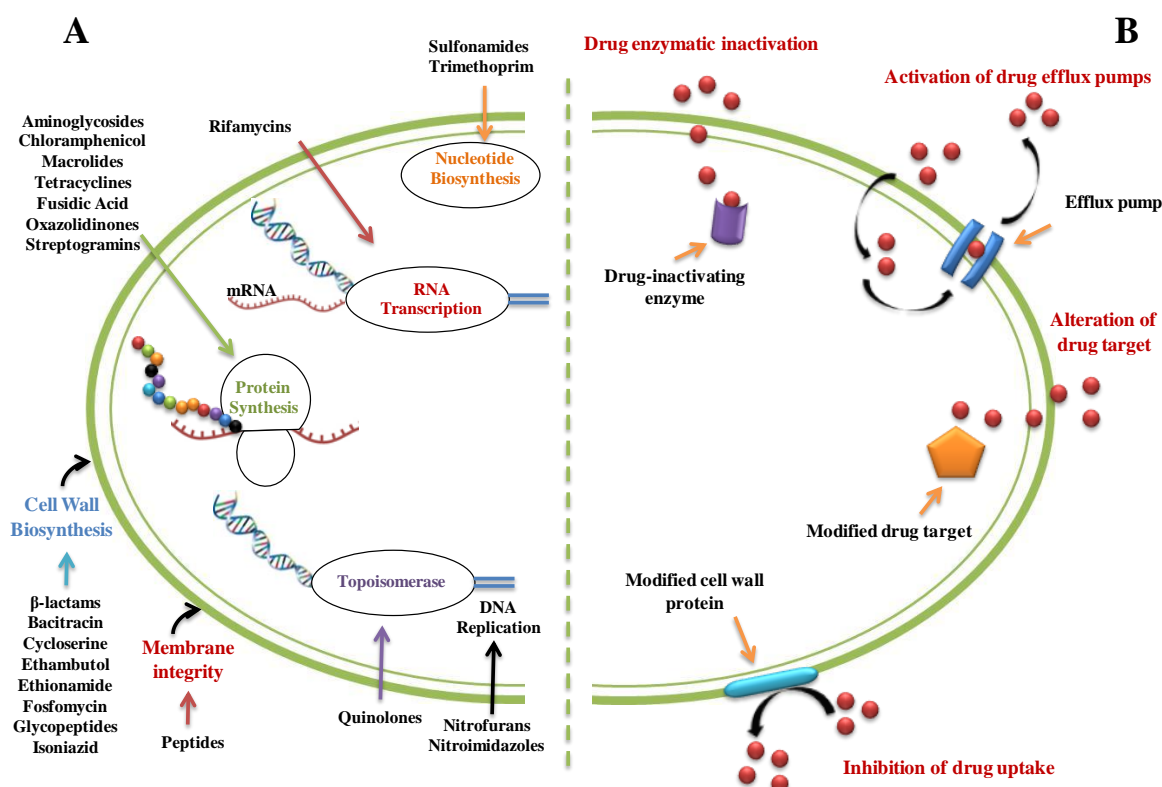 A
Sulfonamides
Trimethoprim
Aminoglycosides
Chloramphenicol
Macrolides
Tetracyclines
Fusidic Acid
Oxazolidinones
Streptogramins
Rifamycins
Nucleotide
Biosynthesis
mRNA
RNA
Transcription
Protein
Synthesis
Cell Wall
Biosynthesis
β-lactams
Bacitracin
Cycloserine
Ethambutol
Ethionamide
Fosfomycin
Glycopeptides
Isoniazid
Membrane
integrity
Peptides
Topoisomerase
DNA
Replication
Quinolones
Nitrofurans
Nitroimidazoles
B
Drug enzymatic inactivation
Activation of drug efflux pumps
Efflux pump
Drug-inactivating
enzyme
Alteration of
drug target
Modified drug target
Modified cell wall
protein
Inhibition of drug uptake